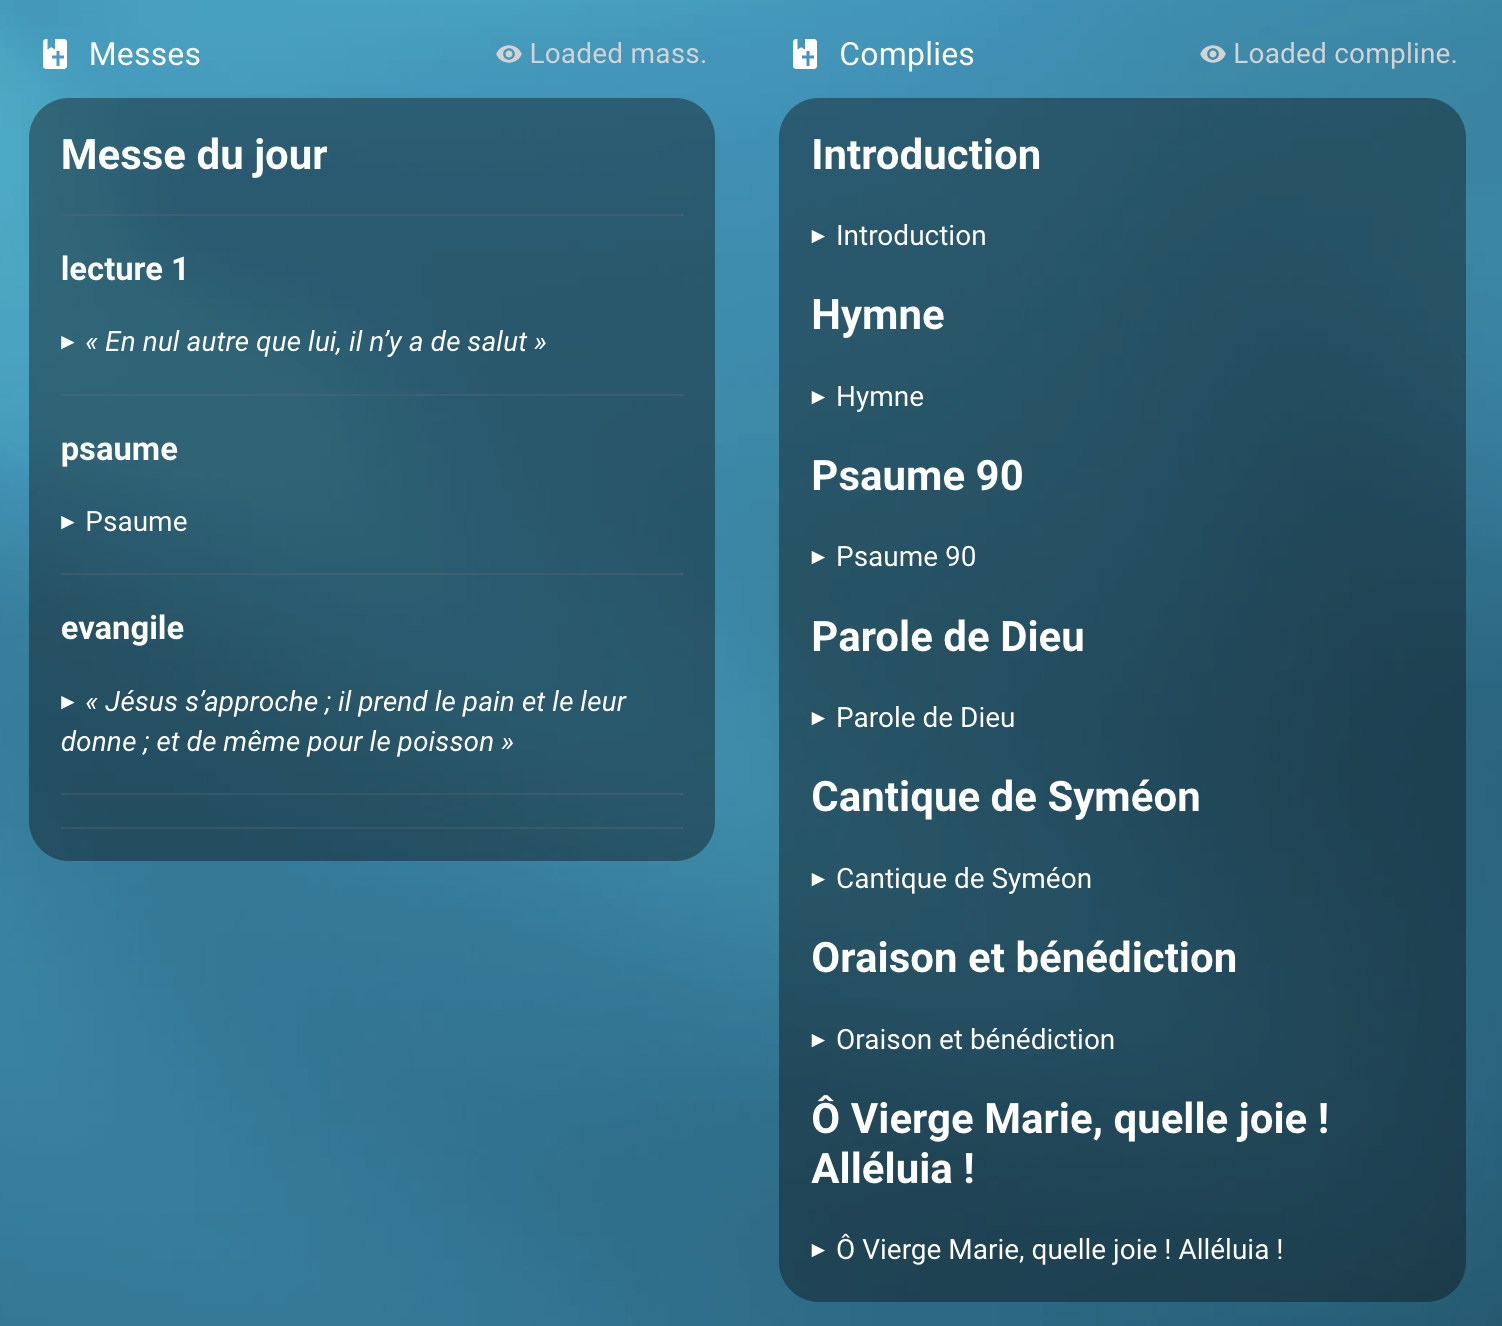 Messes
Loaded mass.
Messe du jour
lecture 1
▸ « En nul autre que lui, il n’y a de salut »
psaume
▸ Psaume
evangile
▸ « Jésus s’approche ; il prend le pain et le leur
donne ; et de même pour le poisson »
Complies
Loaded compline.
Introduction
▸ Introduction
Hymne
▸ Hymne
Psaume 90
▸ Psaume 90
Parole de Dieu
▸ Parole de Dieu
Cantique de Syméon
▸ Cantique de Syméon
Oraison et bénédiction
▸ Oraison et bénédiction
Ô Vierge Marie, quelle joie !
Alléluia !
▸ Ô Vierge Marie, quelle joie ! Alléluia !